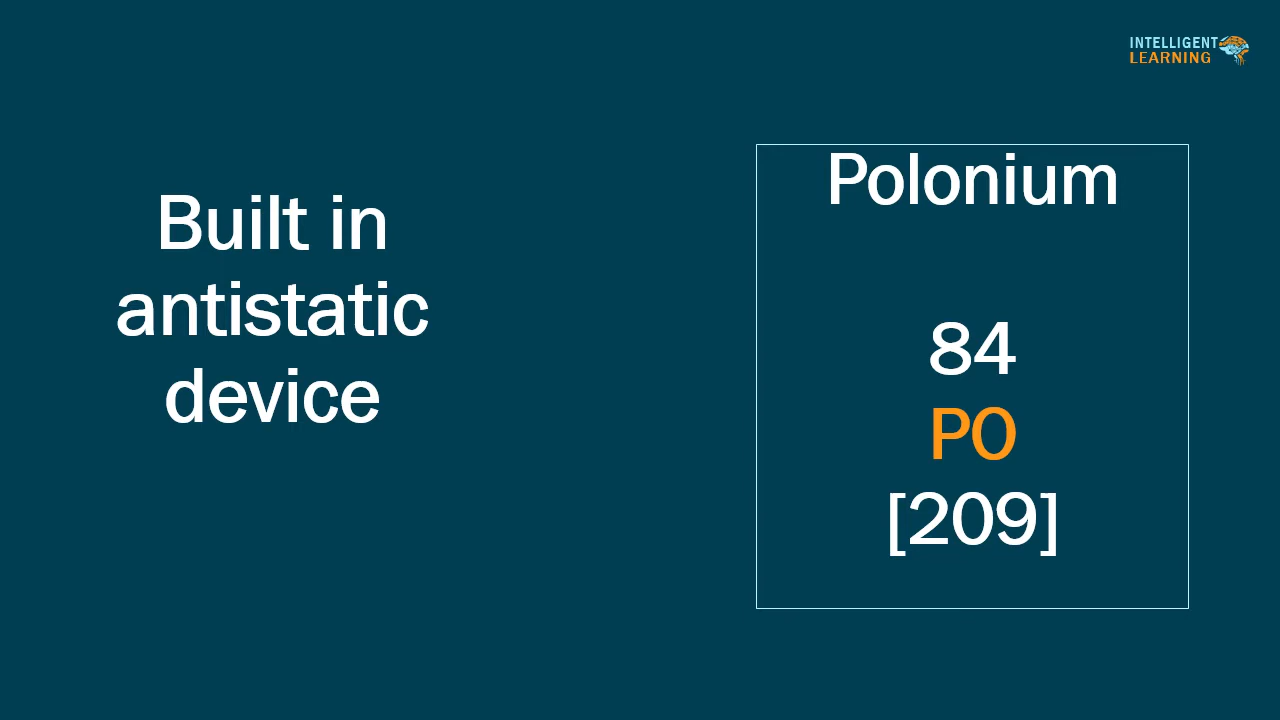 INTELLIGENT
LEARNING
Built in
antistatic
device
Polonium
84
PO
[209]